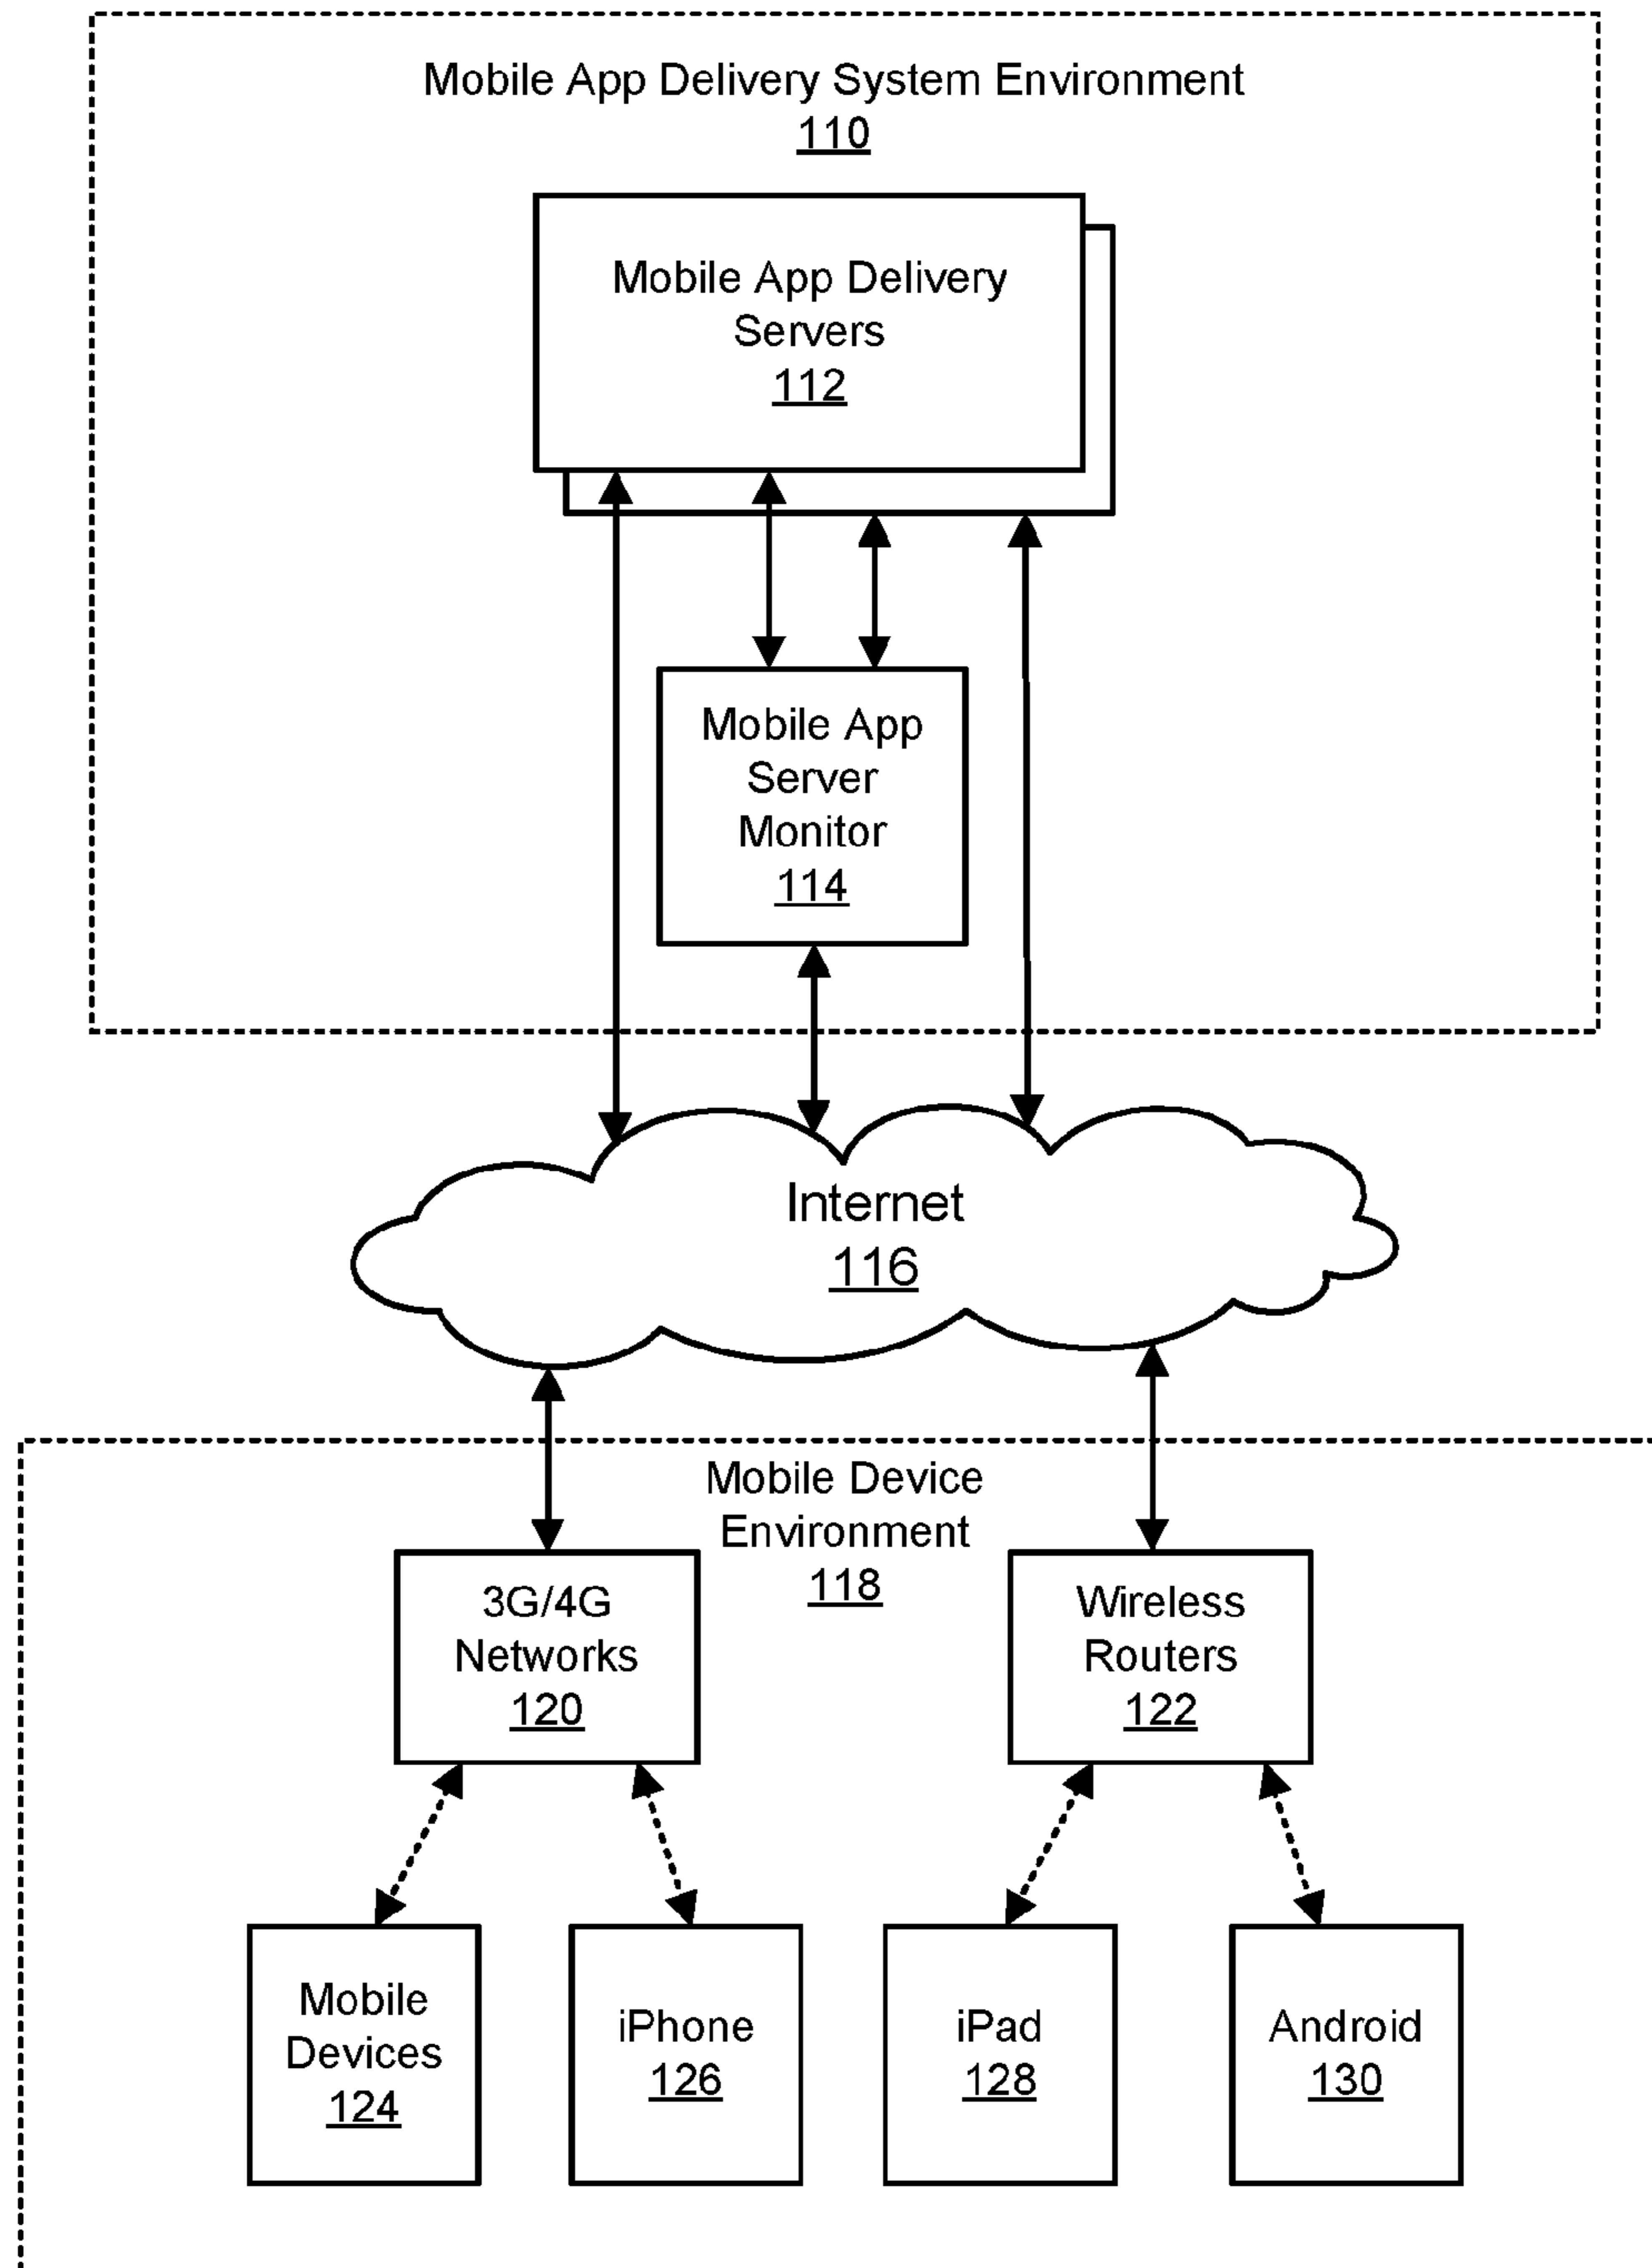 Mobile App Delivery System Environment
110
Mobile App Delivery
Servers
112
Mobile App
Server
Monitor
114
Internet
116
Mobile Device
Environment
118
3G/4G
Networks
120
Wireless
Routers
122
Mobile
Devices
124
iPhone
126
iPad
128
Android
130